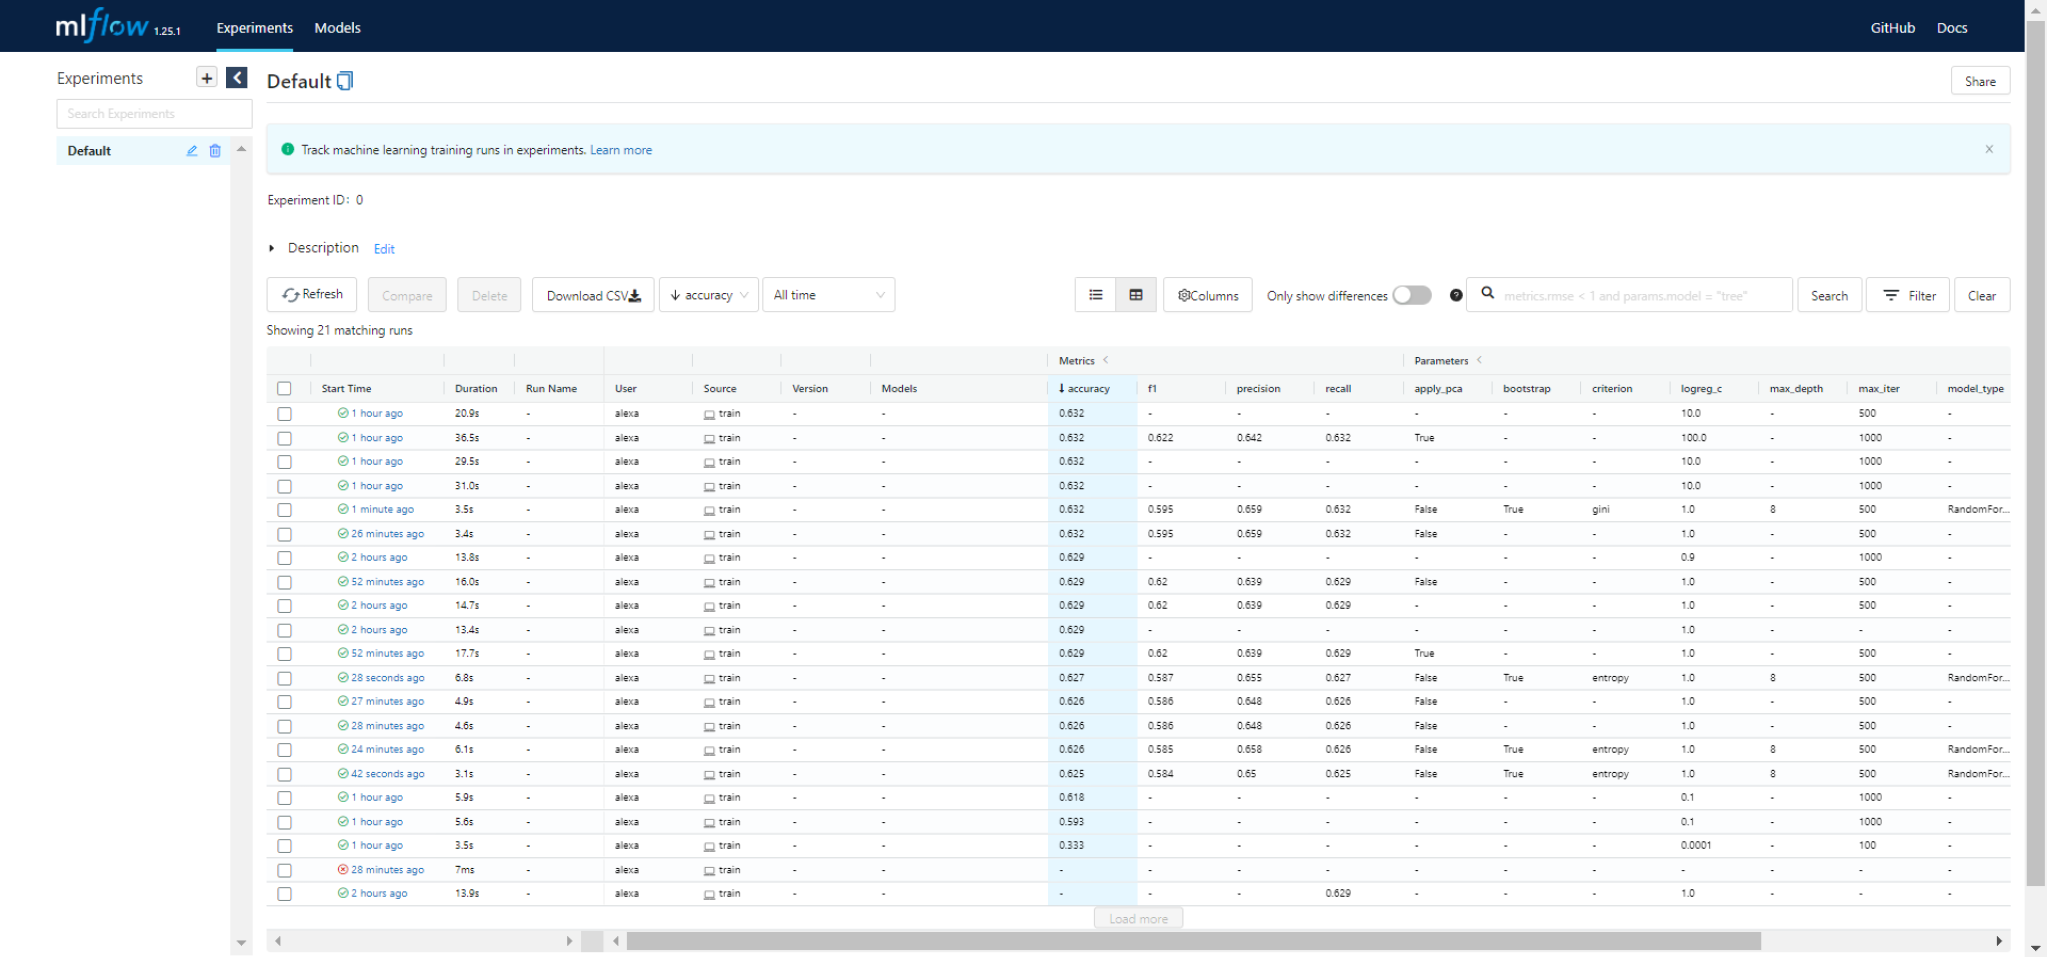 mlflow 1.25.1 Experiments Models GitHub Docs
Experiments + Default Share
Search Experiments
Default
Track machine learning training runs in experiments. Learn more
Experiment ID: 0
Description Edit
Refresh Compare Delete Download CSV accuracy All time Columns Only show differences metrics.rmse < 1 and params.model = "tree" Search Filter Clear
Showing 21 matching runs
Metrics < Parameters <
Start Time Duration Run Name User Source Version Models ↓ accuracy f1 precision recall apply_pca bootstrap criterion logreg_c max_depth max_iter model_type
1 hour ago 20.9s - alexa train - - 0.632 - - - - - - 10.0 - 500 -
1 hour ago 36.5s - alexa train - - 0.632 0.622 0.642 0.632 True - - 100.0 - 1000 -
1 hour ago 29.5s - alexa train - - 0.632 - - - - - - 10.0 - 1000 -
1 hour ago 31.0s - alexa train - - 0.632 - - - - - - 10.0 - 1000 -
1 minute ago 3.5s - alexa train - - 0.632 0.595 0.659 0.632 False True gini 1.0 8 500 RandomFor...
26 minutes ago 3.4s - alexa train - - 0.632 0.595 0.659 0.632 False - - 1.0 - 500 -
2 hours ago 13.8s - alexa train - - 0.629 - - - - - - 0.9 - 1000 -
52 minutes ago 16.0s - alexa train - - 0.629 0.62 0.639 0.629 False - - 1.0 - 500 -
2 hours ago 14.7s - alexa train - - 0.629 0.62 0.639 0.629 - - - 1.0 - 500 -
2 hours ago 13.4s - alexa train - - 0.629 - - - - - - 1.0 - - -
52 minutes ago 17.7s - alexa train - - 0.629 0.62 0.639 0.629 True - - 1.0 - 500 -
28 seconds ago 6.8s - alexa train - - 0.627 0.587 0.655 0.627 False True entropy 1.0 8 500 RandomFor...
27 minutes ago 4.9s - alexa train - - 0.626 0.586 0.648 0.626 False - - 1.0 - 500 -
28 minutes ago 4.6s - alexa train - - 0.626 0.586 0.648 0.626 False - - 1.0 - 500 -
24 minutes ago 6.1s - alexa train - - 0.626 0.585 0.658 0.626 False True entropy 1.0 8 500 RandomFor...
42 seconds ago 3.1s - alexa train - - 0.625 0.584 0.65 0.625 False True entropy 1.0 8 500 RandomFor...
1 hour ago 5.9s - alexa train - - 0.618 - - - - - - 0.1 - 1000 -
1 hour ago 5.6s - alexa train - - 0.593 - - - - - - 0.1 - 1000 -
1 hour ago 3.5s - alexa train - - 0.333 - - - - - - 0.0001 - 100 -
28 minutes ago 7ms - alexa train - - - - - - - - - - - - -
2 hours ago 13.9s - alexa train - - - - - 0.629 - - - 1.0 - - -
Load more